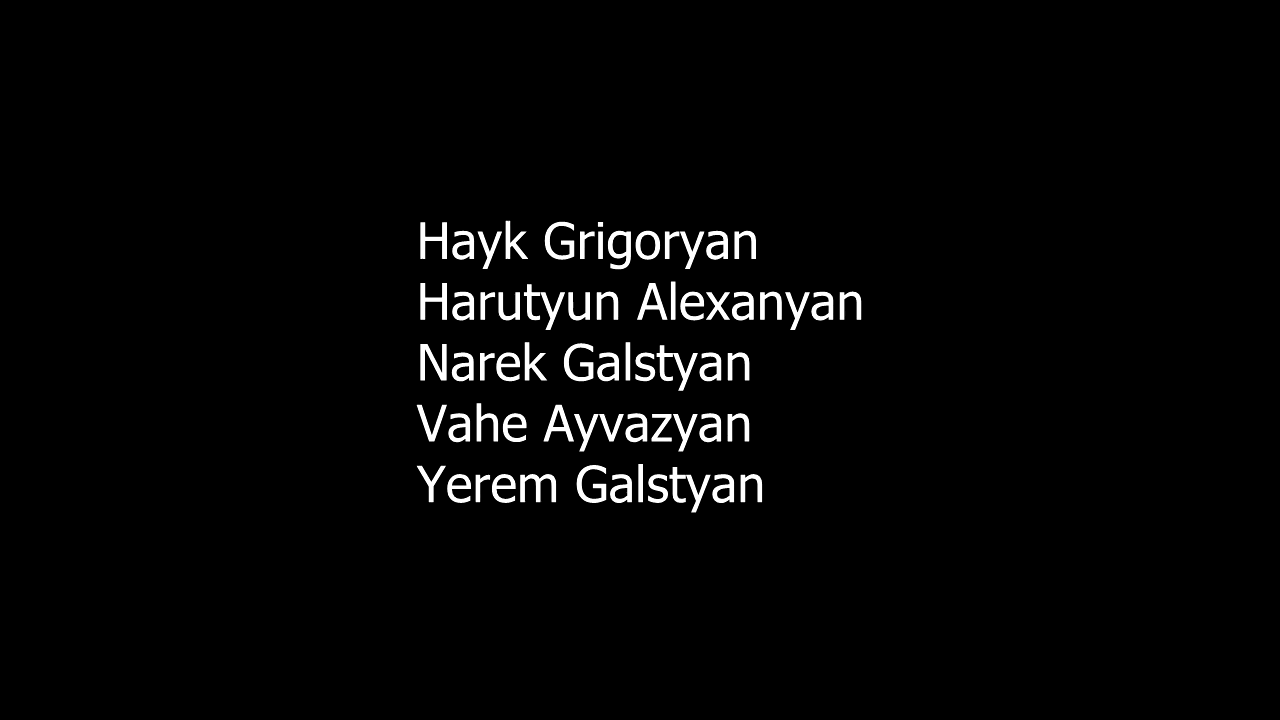 Hayk Grigoryan
Harutyun Alexanyan
Narek Galstyan
Vahe Ayvazyan
Yerem Galstyan